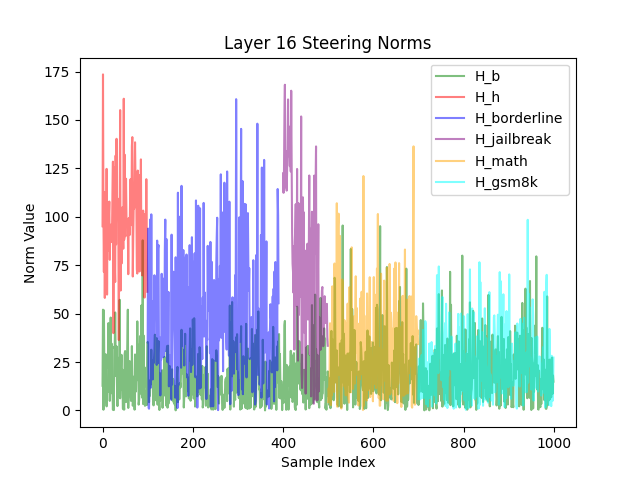 Layer 16 Steering Norms
175
150
125
100
75
50
25
0
Norm Value
0
200
400
600
800
1000
Sample Index
H_b
H_h
H_borderline
H_jailbreak
H_math
H_gsm8k